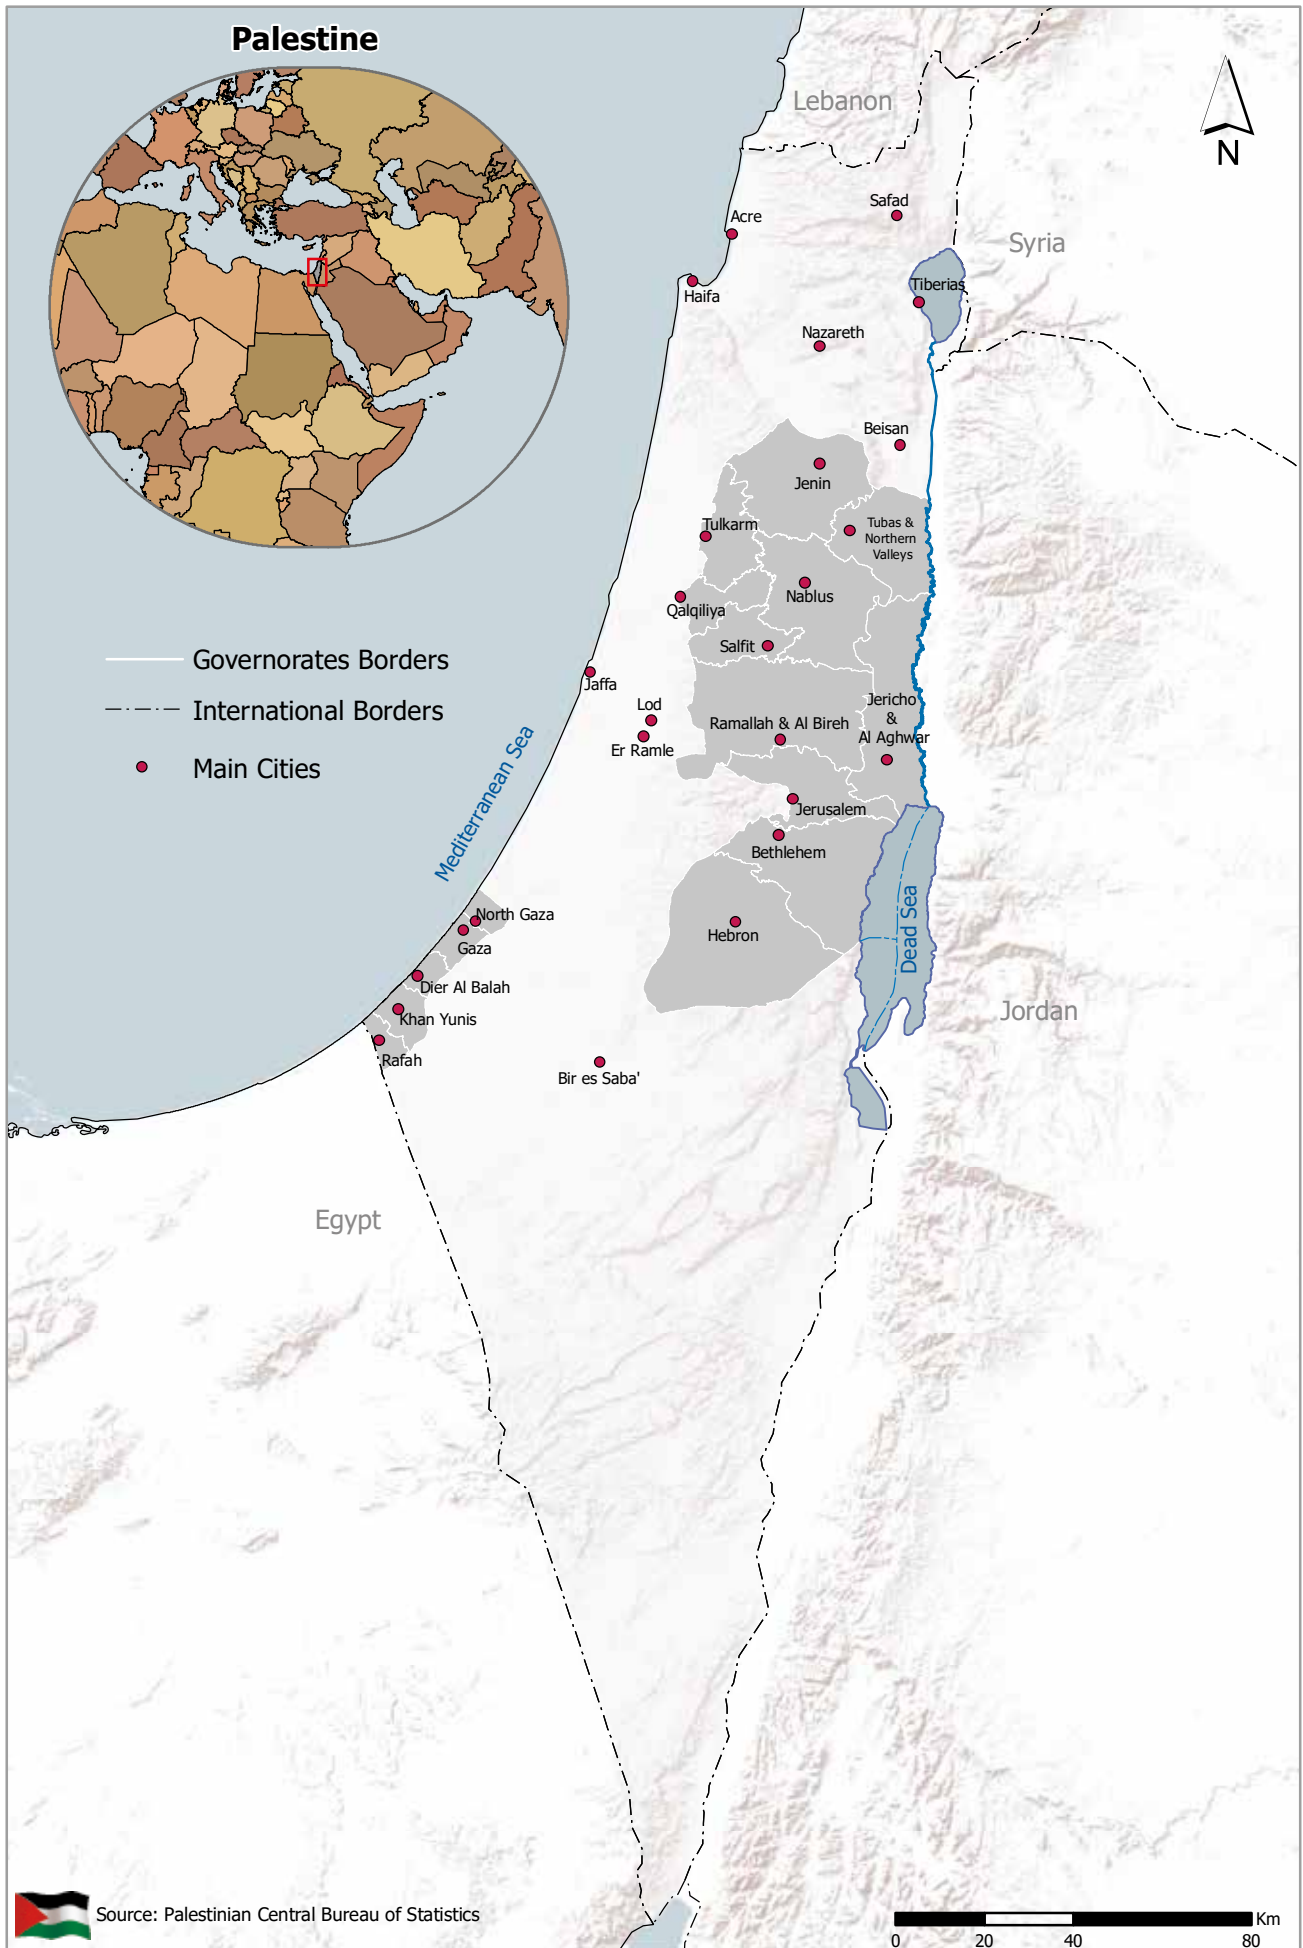 Palestine
Lebanon
N
Safad
Acre
Syria
Tiberias
Haifa
Nazareth
Beisan
Jenin
Tulkarm
Tubas &
Northern
Valleys
Nablus
Qalqiliya
Salfit
Governorates Borders
International Borders
Main Cities
Jaffa
Lod
Er Ramle
Ramallah & Al Bireh
Jericho
&
Al Aghwar
Mediterranean Sea
Jerusalem
Bethlehem
Hebron
Dead Sea
North Gaza
Gaza
Dier Al Balah
Khan Yunis
Rafah
Bir es Saba'
Jordan
Egypt
Source: Palestinian Central Bureau of Statistics
Km
0 20 40 80